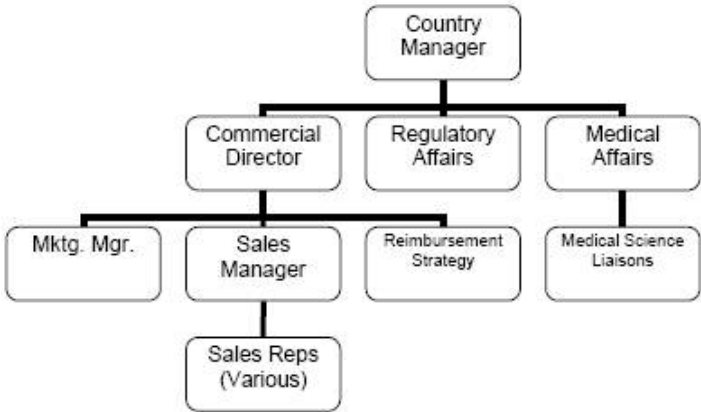 Country
Manager
Commercial
Director
Regulatory
Affairs
Medical
Affairs
Mktg. Mgr.
Sales
Manager
Reimbursement
Strategy
Medical Science
Liaisons
Sales Reps
(Various)